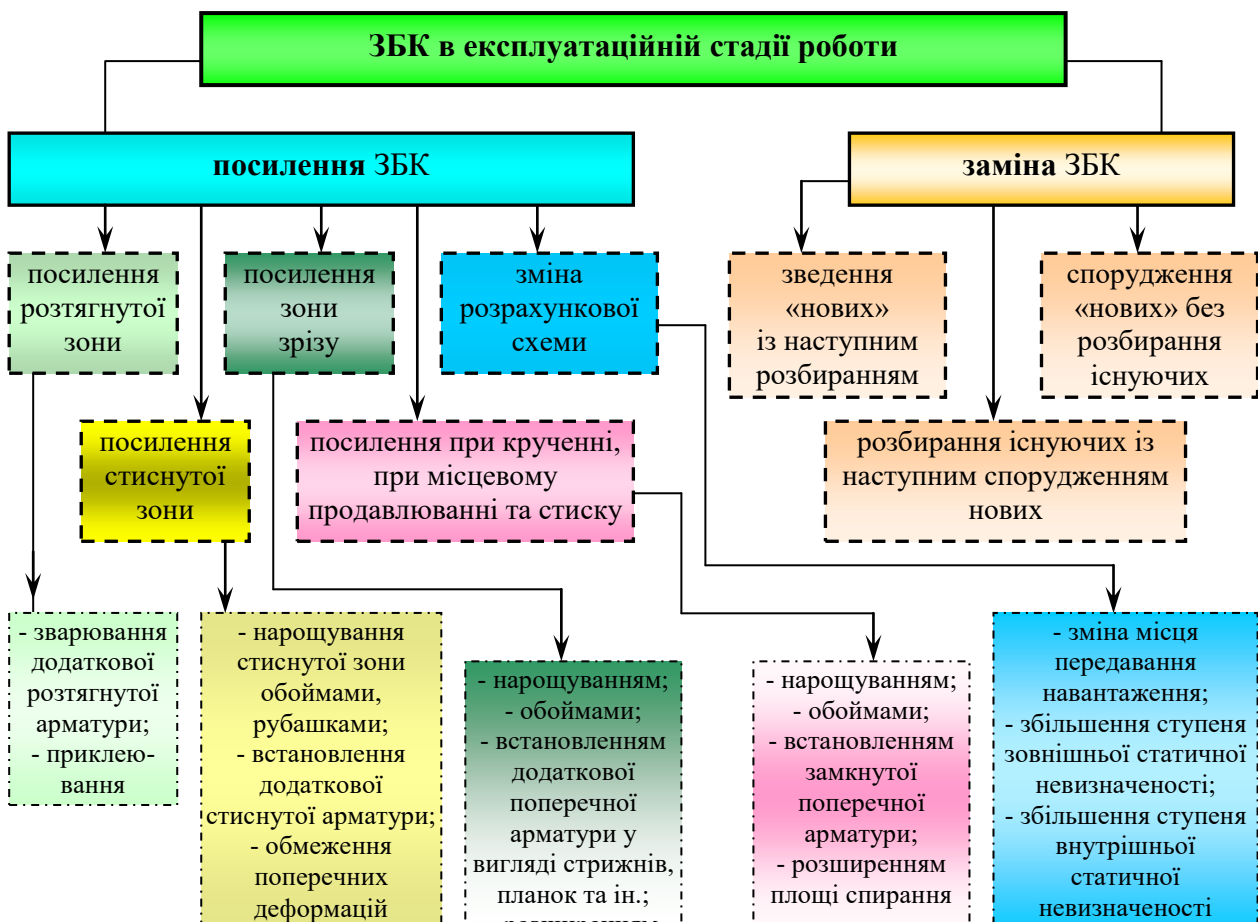 ЗБК в експлуатаційній стадії роботи
посилення ЗБК
заміна ЗБК
посилення
розтягнутої
зони
посилення
зони
зрізу
зміна
розрахункової
схеми
зведення
«нових»
із наступним
розбиранням
спорудження
«нових» без
розбирання
існуючих
посилення
стиснутої
зони
посилення при крученні,
при місцевому
продавлюванні та стиску
розбирання існуючих із
наступним спорудженням
нових
- зварювання
додаткової
розтягнутої
арматури;
- приклею-
вання
- нарощування
стиснутої зони
обоймами,
рубашками;
- встановлення
додаткової
стиснутої арматури;
- обмеження
поперечних
деформацій
- нарощуванням;
- обоймами;
- встановленням
додаткової
поперечної
арматури у
вигляді стрижнів,
планок та ін.;
- нарощуванням;
- обоймами;
- встановленням
замкнутої
поперечної
арматури;
- розширенням
площі спирання
- зміна місця
передавання
навантаження;
- збільшення ступеня
зовнішньої статичної
невизначеності;
- збільшення ступеня
внутрішньої
статичної
невизначеності